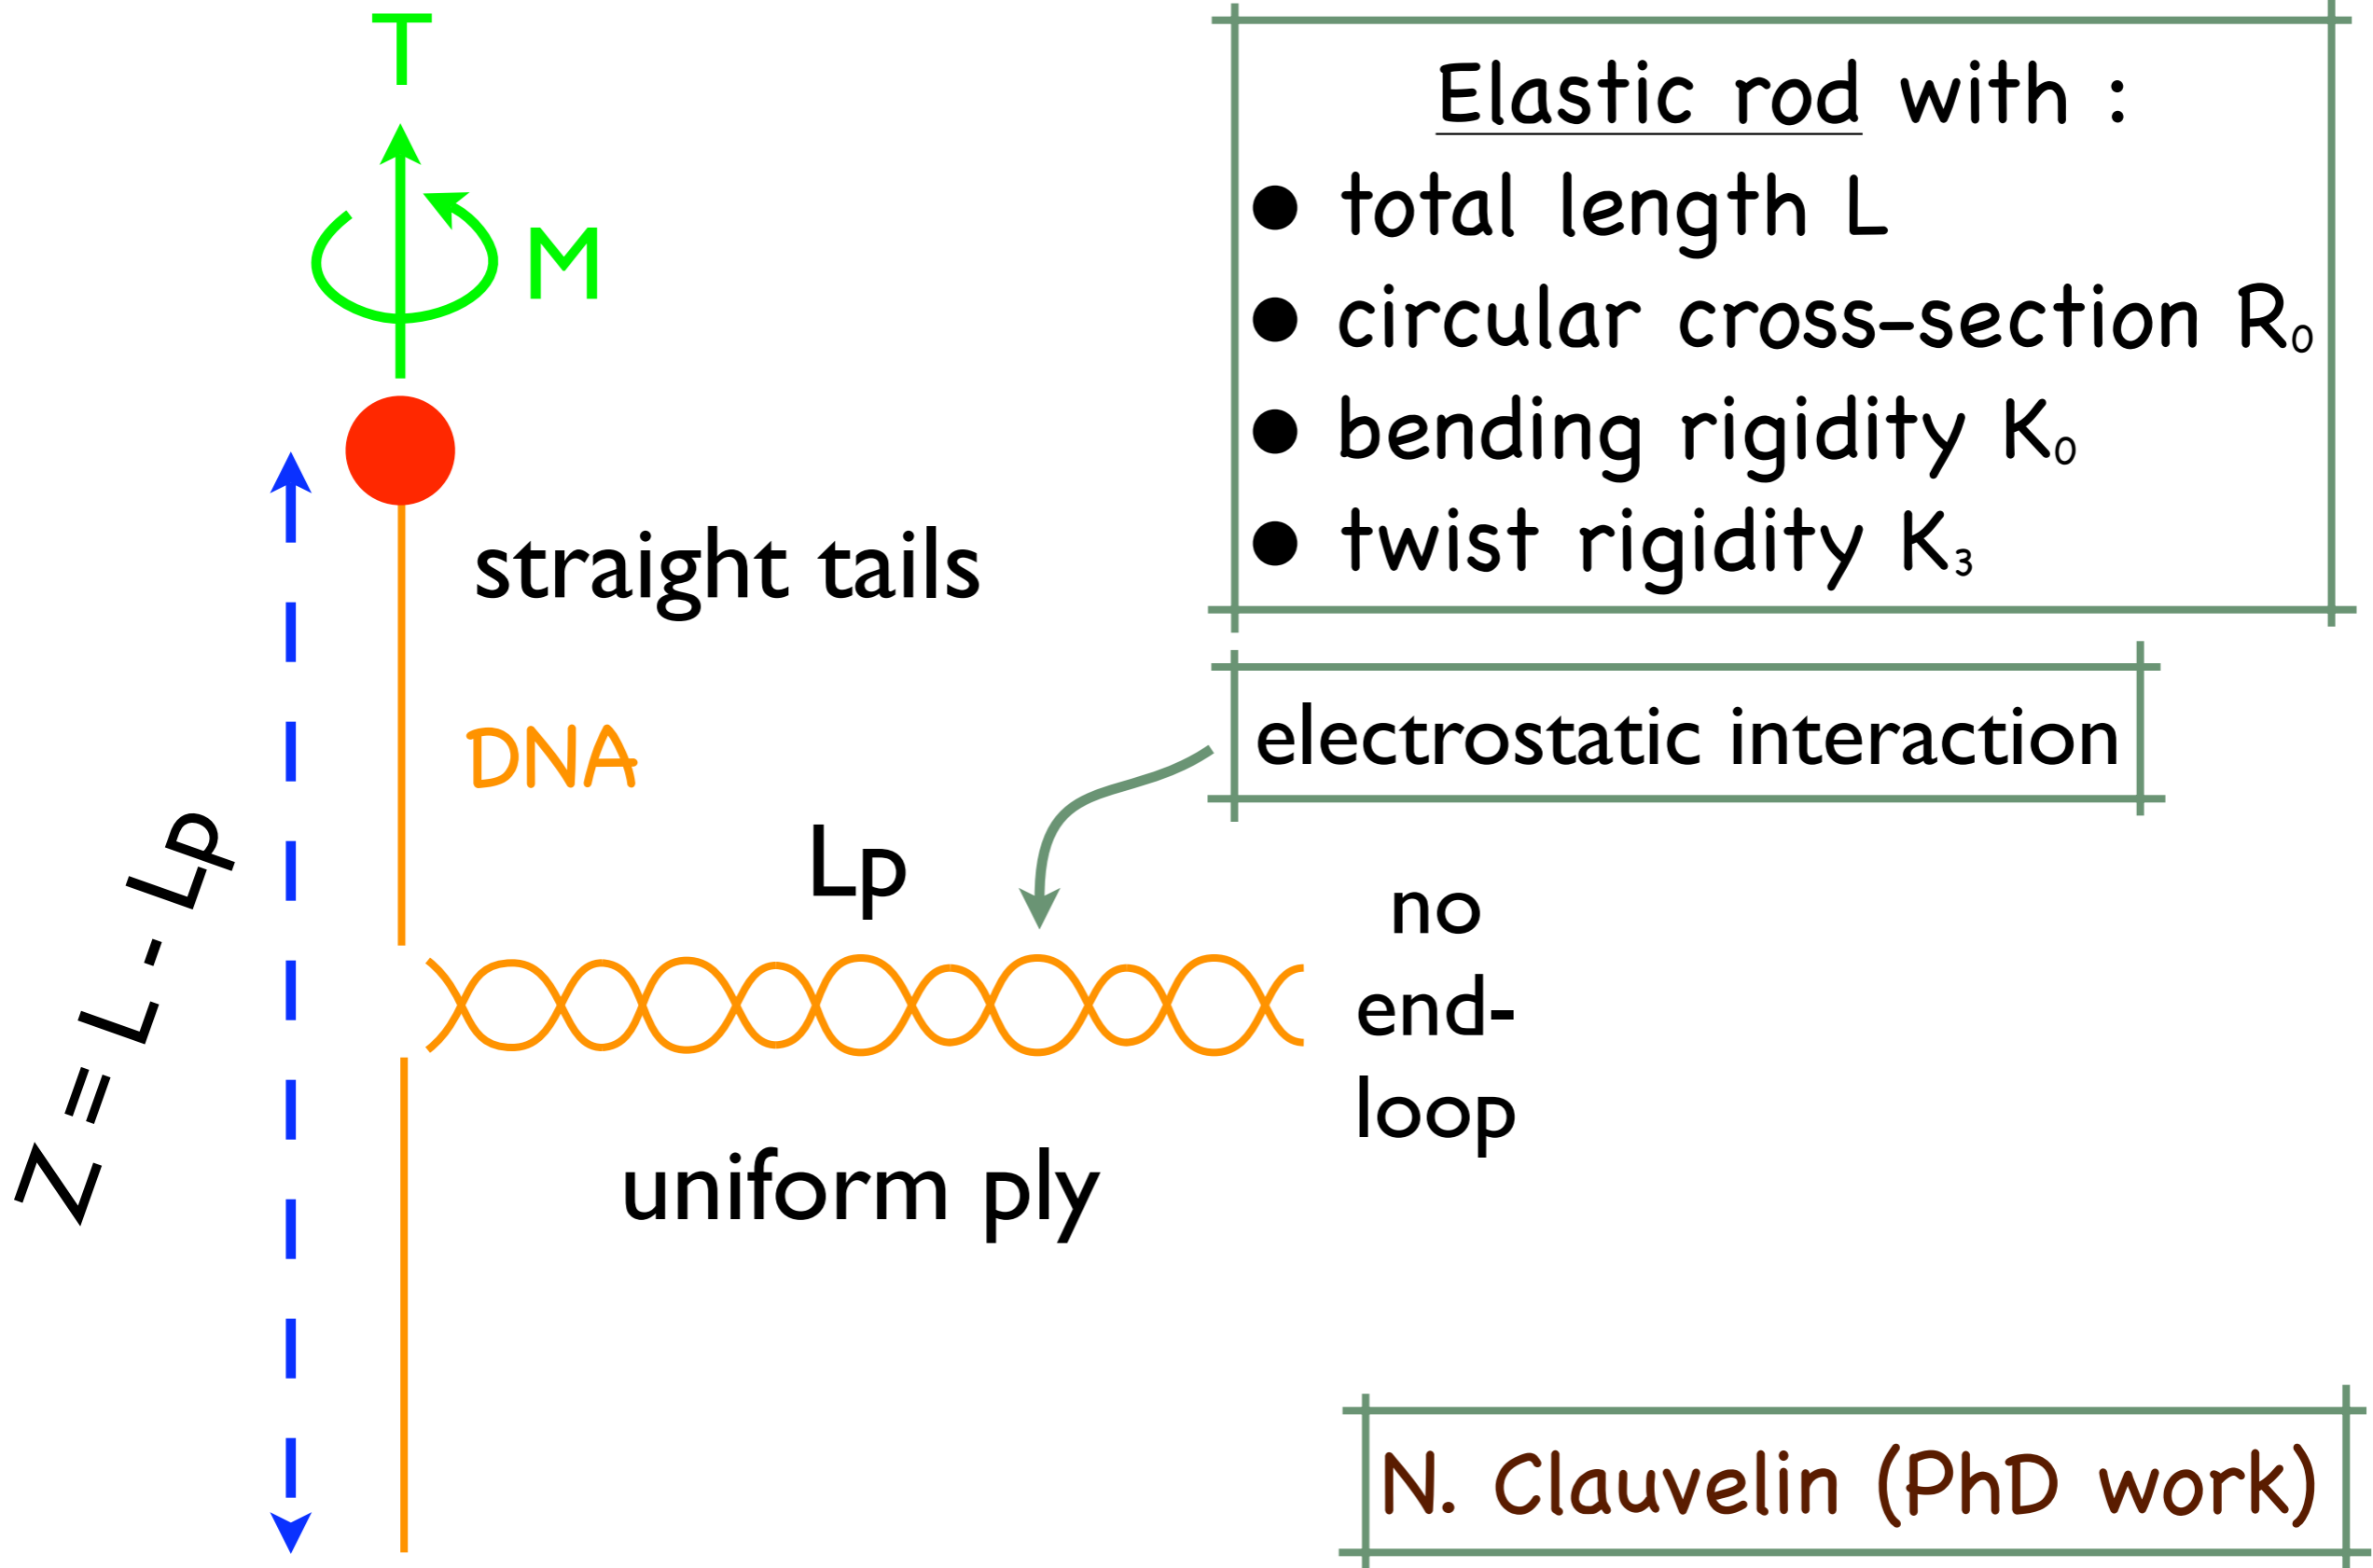 T
M
Elastic rod with :
● total length L
● circular cross-section R₀
● bending rigidity K₀
● twist rigidity K₃
straight tails
DNA
electrostatic interaction
Lp
Z = L - Lp
no
end-
loop
uniform ply
N. Clauvelin (PhD work)